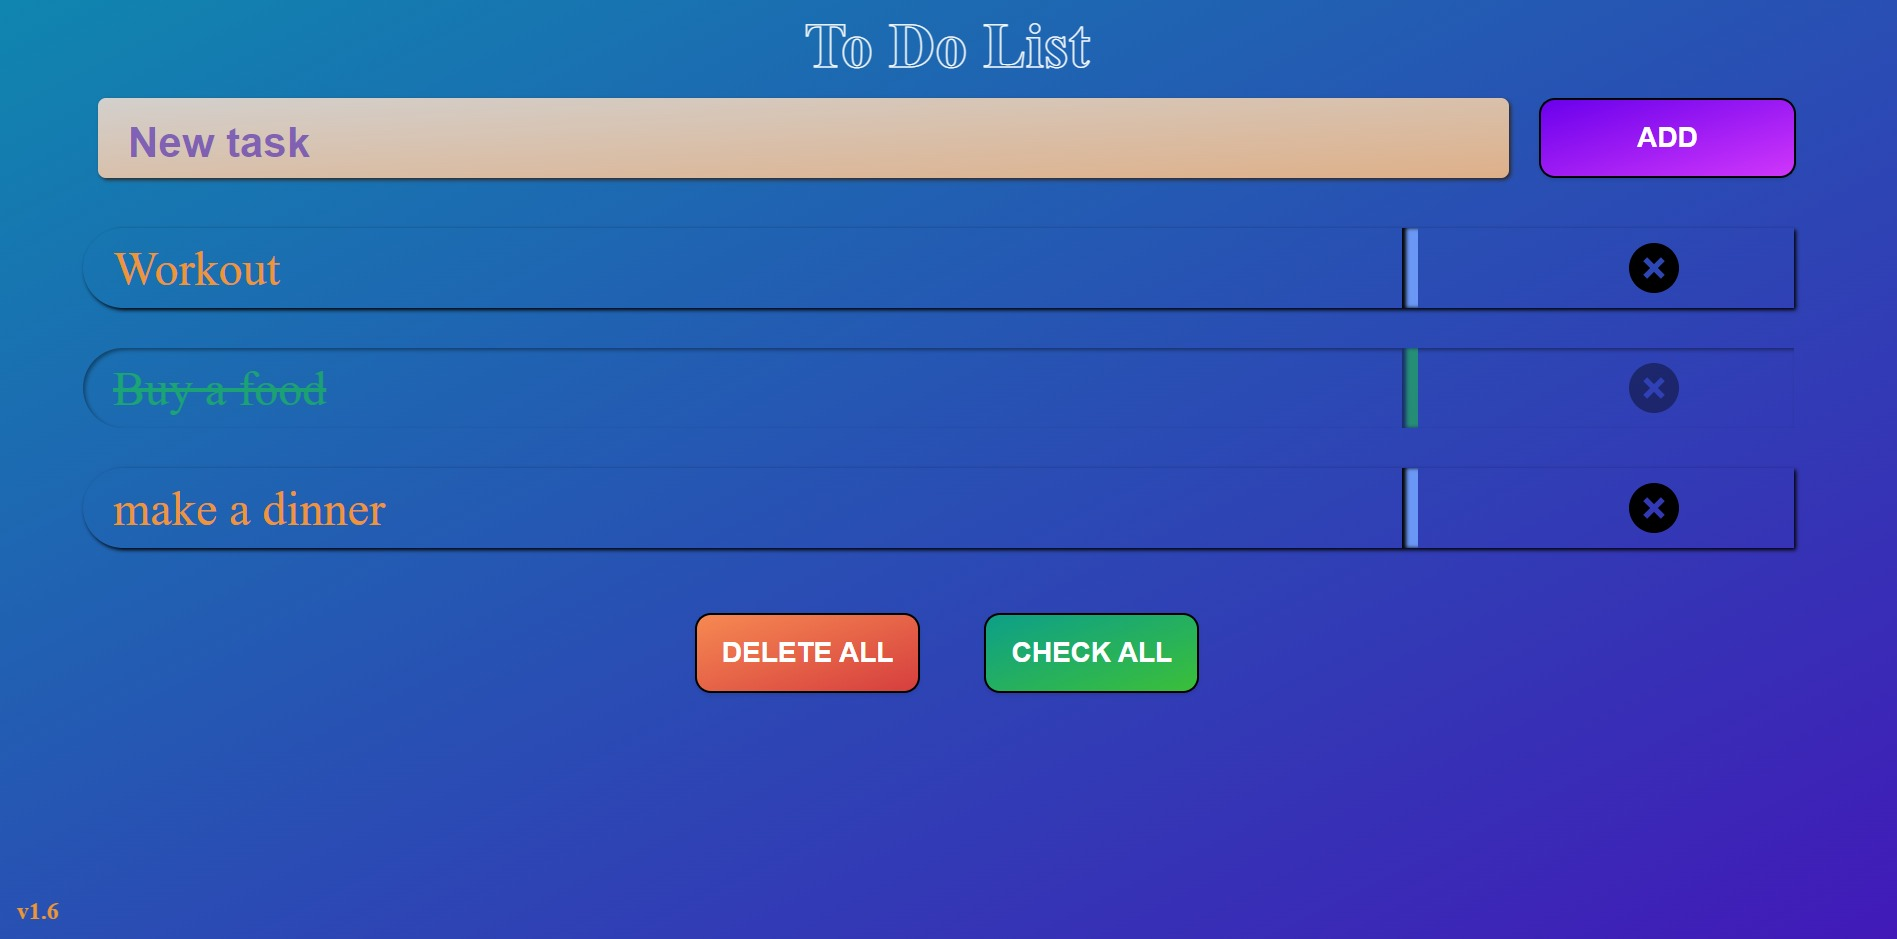 To Do List
New task
ADD
Workout
Buy a food
make a dinner
DELETE ALL
CHECK ALL
v1.6